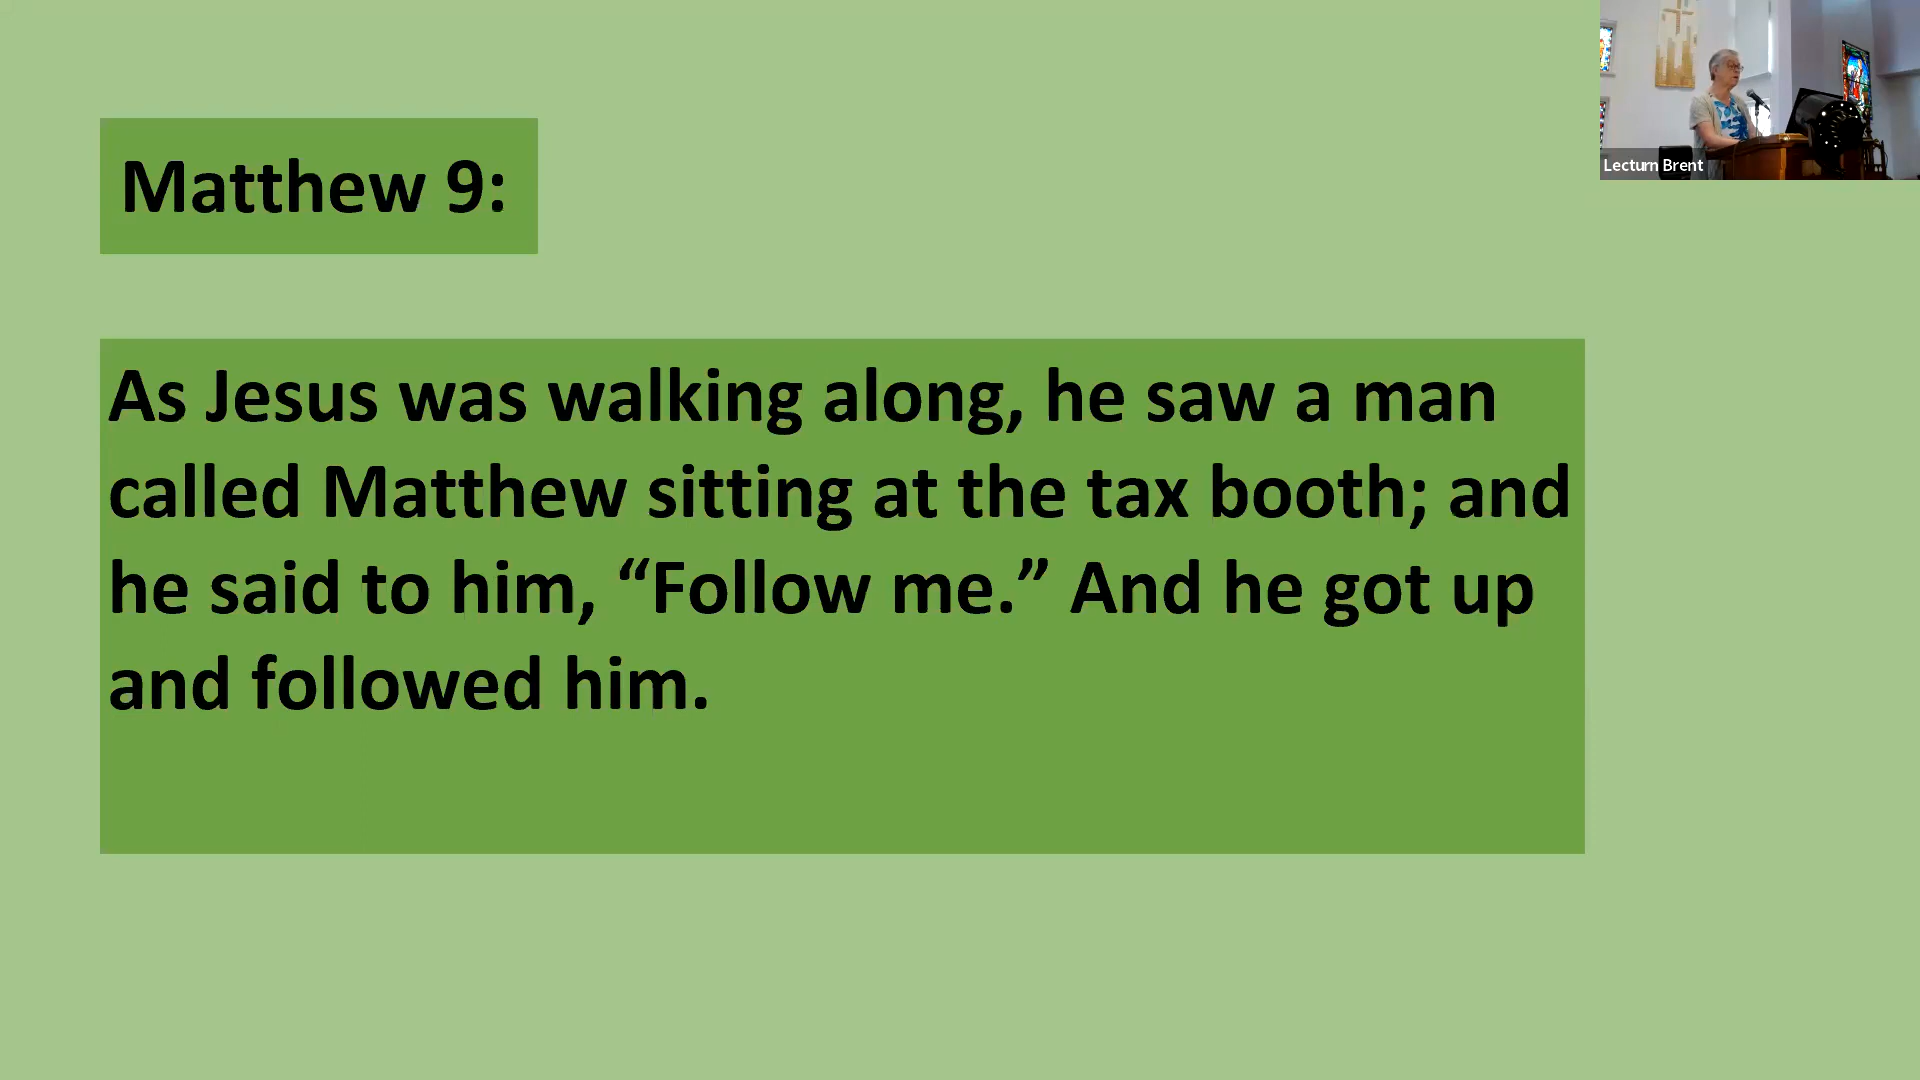 Matthew 9:
As Jesus was walking along, he saw a man
called Matthew sitting at the tax booth; and
he said to him, “Follow me.” And he got up
and followed him.
Lecturn Brent